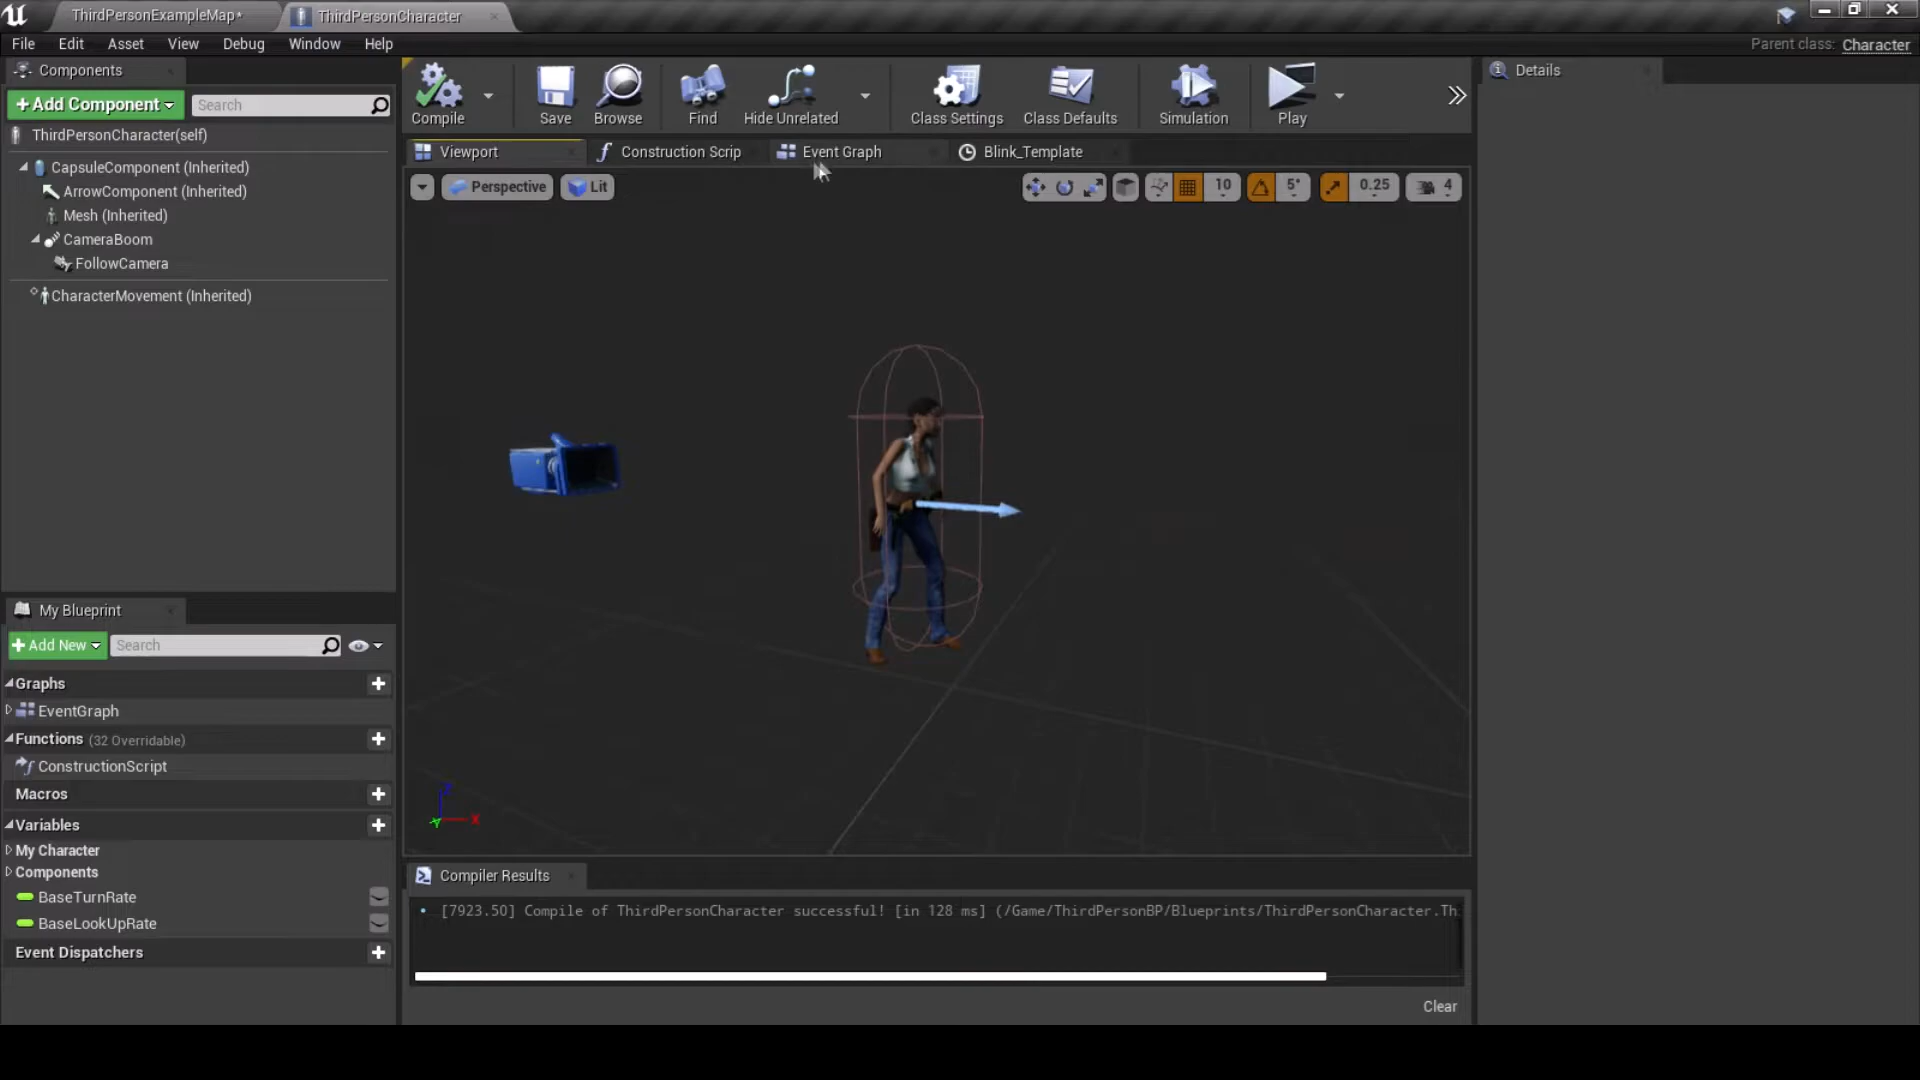 ThirdPersonExampleMap*
ThirdPersonCharacter
File Edit Asset View Debug Window Help
Parent class: Character
Components
+Add Component
Search
ThirdPersonCharacter(self)
CapsuleComponent (Inherited)
ArrowComponent (Inherited)
Mesh (Inherited)
CameraBoom
FollowCamera
CharacterMovement (Inherited)
Compile
Save
Browse
Find
Hide Unrelated
Class Settings
Class Defaults
Simulation
Play
Viewport
Construction Scrip
Event Graph
Blink_Template
Perspective
Lit
10
5°
0.25
4
Details
My Blueprint
+Add New
Search
Graphs
EventGraph
Functions (32 Overridable)
ConstructionScript
Macros
Variables
My Character
Components
BaseTurnRate
BaseLookUpRate
Event Dispatchers
Z
X
Y
Compiler Results
[7923.50] Compile of ThirdPersonCharacter successful! [in 128 ms] (/Game/ThirdPersonBP/Blueprints/ThirdPersonCharacter.Th
Clear